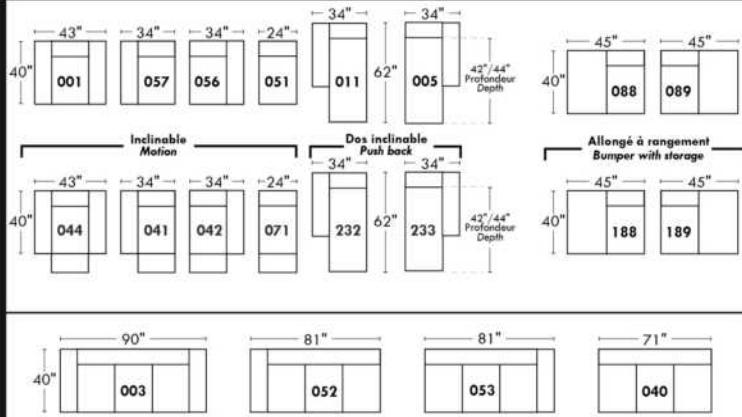 43" 34" 34" 24" 34" 34" 45" 45"
40" 001 057 056 051 011 62" 005 42"/44" Profondeur Depth 40" 088 089
Inclinable
Motion
Dos inclinable
Push back
Allongé à rangement
Bumper with storage
43" 34" 34" 24" 34" 34" 45" 45"
40" 044 041 042 071 232 62" 233 42"/44" Profondeur Depth 40" 188 189
90" 81" 81" 71"
40" 003 052 053 040